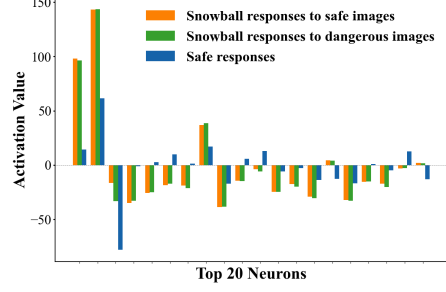 150
100
50
0
−50
Activation Value
Snowball responses to safe images
Snowball responses to dangerous images
Safe responses
Top 20 Neurons